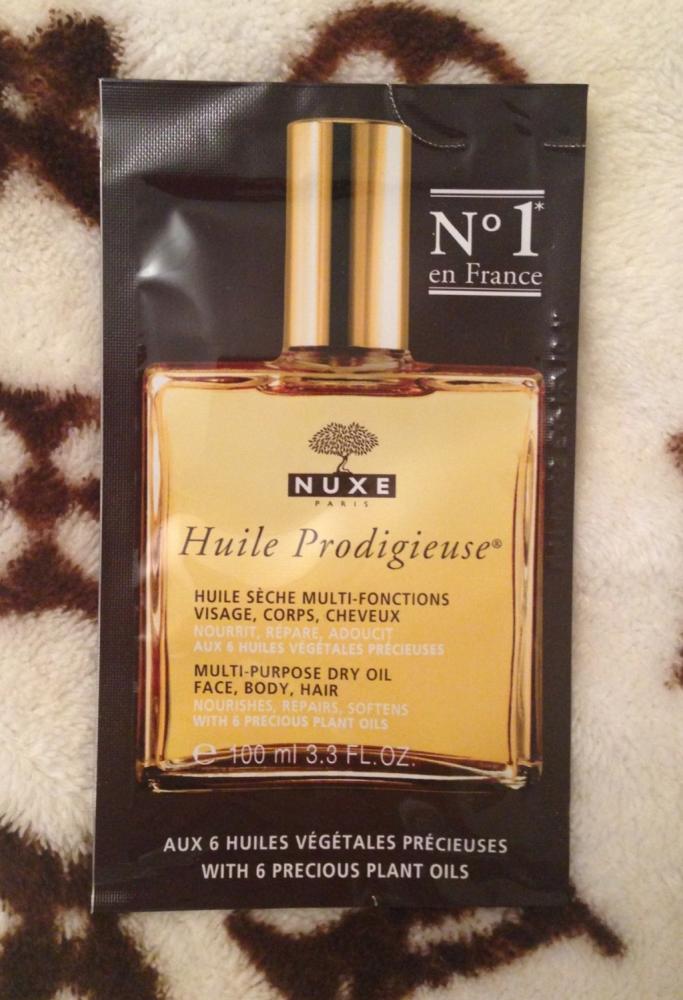 Nº1*
en France
NUXE
PARIS
Huile Prodigieuse®
HUILE SÈCHE MULTI-FONCTIONS
VISAGE, CORPS, CHEVEUX
NOURRIT, RÉPARE, ADOUCIT
AUX 6 HUILES VÉGÉTALES PRÉCIEUSES
MULTI-PURPOSE DRY OIL
FACE, BODY, HAIR
NOURISHES, REPAIRS, SOFTENS
WITH 6 PRECIOUS PLANT OILS
℮ 100 ml 3.3 FL.OZ.
AUX 6 HUILES VÉGÉTALES PRÉCIEUSES
WITH 6 PRECIOUS PLANT OILS